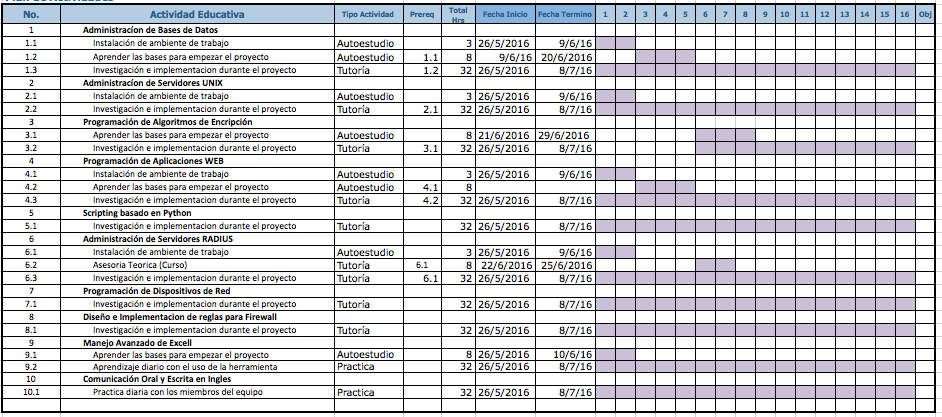 No. Actividad Educativa Tipo Actividad Prereq Total Hrs Fecha Inicio Fecha Termino 1 2 3 4 5 6 7 8 9 10 11 12 13 14 15 16 Obj
1 Administracíon de Bases de Datos
1.1 Instalación de ambiente de trabajo Autoestudio 3 26/5/2016 9/6/16
1.2 Aprender las bases para empezar el proyecto Autoestudio 1.1 8 9/6/16 20/6/2016
1.3 Investigación e implementacion durante el proyecto Tutoría 1.2 32 26/5/2016 8/7/16
2 Administracíon de Servidores UNIX
2.1 Instalación de ambiente de trabajo Autoestudio 3 26/5/2016 9/6/16
2.2 Investigación e implementacion durante el proyecto Tutoría 2.1 32 26/5/2016 8/7/16
3 Programación de Algoritmos de Encripción
3.1 Aprender las bases para empezar el proyecto Autoestudio 8 21/6/2016 29/6/2016
3.2 Investigación e implementacion durante el proyecto Tutoría 3.1 32 26/5/2016 8/7/16
4 Programación de Aplicaciones WEB
4.1 Instalación de ambiente de trabajo Autoestudio 3 26/5/2016 9/6/16
4.2 Aprender las bases para empezar el proyecto Autoestudio 4.1 8
4.3 Investigación e implementacion durante el proyecto Tutoría 4.2 32 26/5/2016 8/7/16
5 Scripting basado en Python
5.1 Investigación e implementacion durante el proyecto Tutoría 32 26/5/2016 8/7/16
6 Administración de Servidores RADIUS
6.1 Instalación de ambiente de trabajo Autoestudio 3 26/5/2016 9/6/16
6.2 Asesoria Teorica (Curso) Tutoría 6.1 8 22/6/2016 25/6/2016
6.3 Investigación e implementacion durante el proyecto Tutoría 6.1 32 26/5/2016 8/7/16
7 Programación de Dispositivos de Red
7.1 Investigación e implementacion durante el proyecto Tutoría 32 26/5/2016 8/7/16
8 Diseño e Implementacion de reglas para Firewall
8.1 Investigación e implementacion durante el proyecto Tutoría 32 26/5/2016 8/7/16
9 Manejo Avanzado de Excell
9.1 Aprender las bases para empezar el proyecto Autoestudio 8 26/5/2016 10/6/16
9.2 Aprendizaje diario con el uso de la herramienta Practica 32 26/5/2016 8/7/16
10 Comunicación Oral y Escrita en Ingles
10.1 Practica diaria con los miembros del equipo Practica 32 26/5/2016 8/7/16